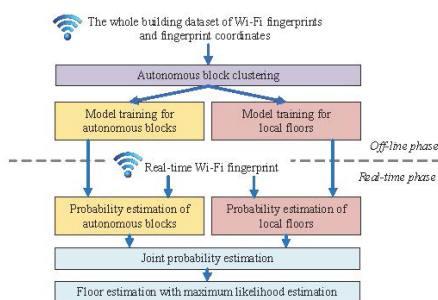 The whole building dataset of Wi-Fi fingerprints
and fingerprint coordinates
Autonomous block clustering
Model training for
autonomous blocks
Model training for
local floors
Off-line phase
Real-time Wi-Fi fingerprint
Real-time phase
Probability estimation of
autonomous blocks
Probability estimation of
local floors
Joint probability estimation
Floor estimation with maximum likelihood estimation